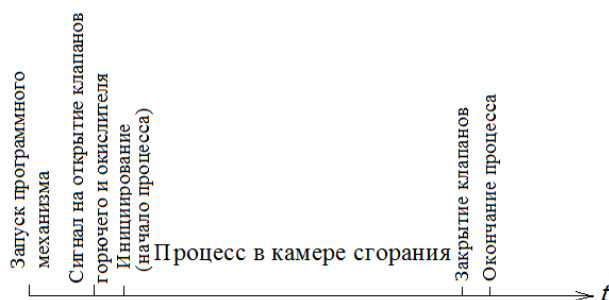 Запуск программного
механизма
Сигнал на открытие клапанов
горючего и окислителя
Инициирование
(начало процесса)
Процесс в камере сгорания
Закрытие клапанов
Окончание процесса
t